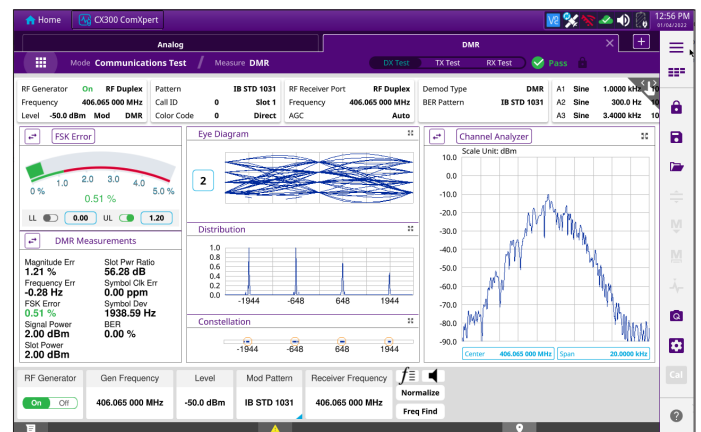 Home CX300 ComXpert 12:56 PM
01/04/2022
Analog DMR
Mode Communications Test / Measure DMR DX Test TX Test RX Test Pass
RF Generator On RF Duplex Pattern IB STD 1031 RF Receiver Port RF Duplex Demod Type DMR A1 Sine 1.0000 kHz 10
Frequency 406.065 000 MHz Call ID 0 Slot 1 Frequency 406.065 000 MHz BER Pattern IB STD 1031 A2 Sine 300.0 Hz 10
Level -50.0 dBm Mod DMR Color Code 0 Direct AGC Auto A3 Sine 3.4000 kHz 10
FSK Error
0 % 1.0 2.0 3.0 4.0 5.0 %
0.51 %
LL 0.00 UL 1.20
DMR Measurements
Magnitude Err Slot Pwr Ratio
1.21 % 56.28 dB
Frequency Err Symbol Clk Err
-0.28 Hz 0.00 ppm
FSK Error Symbol Dev
0.51 % 1938.59 Hz
Signal Power BER
2.00 dBm 0.00 %
Slot Power
2.00 dBm
Eye Diagram
2
Distribution
1.0
0.8
0.6
0.4
0.2
0.0
-1944 -648 648 1944
Constellation
-1944 -648 648 1944
Channel Analyzer
Scale Unit: dBm
10.0
0.0
-10.0
-20.0
-30.0
-40.0
-50.0
-60.0
-70.0
-80.0
-90.0
Center 406.065 000 MHz Span 20.0000 kHz
RF Generator Gen Frequency Level Mod Pattern Receiver Frequency
On Off 406.065 000 MHz -50.0 dBm IB STD 1031 406.065 000 MHz
Normalize
Freq Find
M
M
Cal